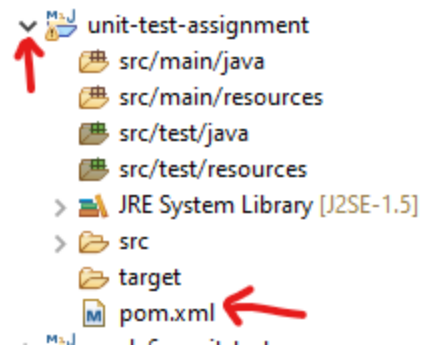 unit-test-assignment
src/main/java
src/main/resources
src/test/java
src/test/resources
JRE System Library [J2SE-1.5]
src
target
pom.xml